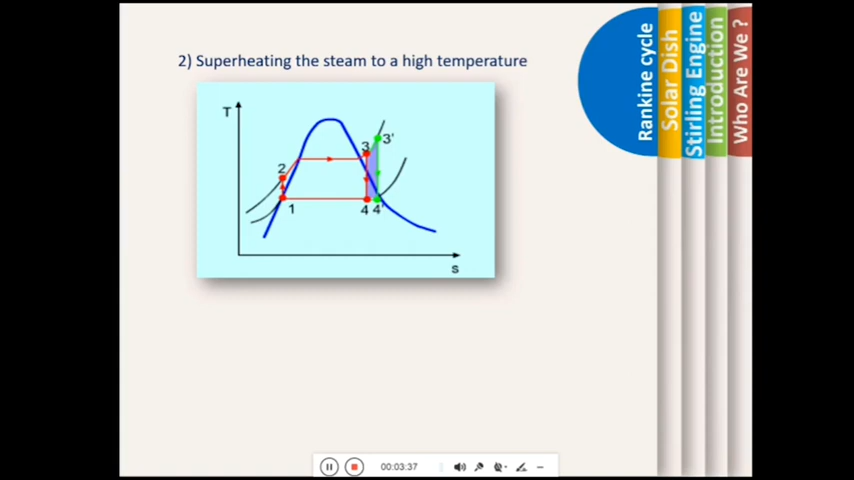 2) Superheating the steam to a high temperature
T
3'
3
2
1
4 4'
s
Rankine cycle
Solar Dish
Stirling Engine
Introduction
Who Are We ?
00:03:37